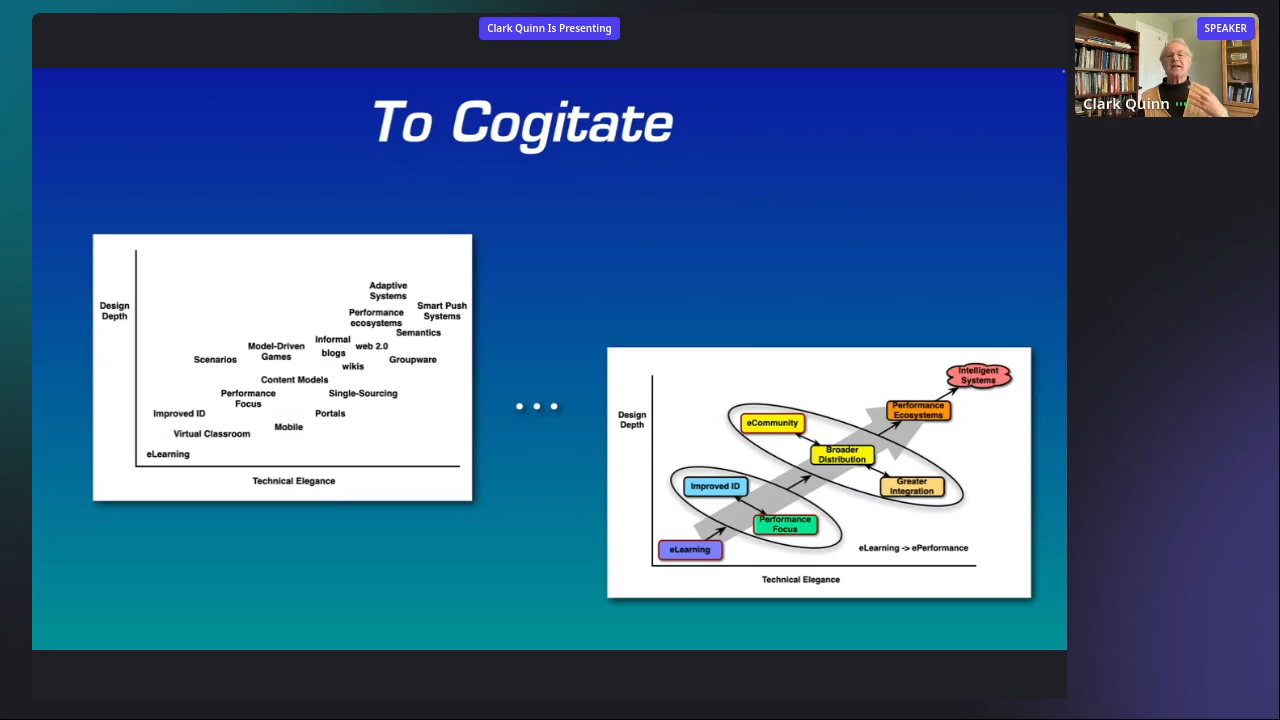 Clark Quinn Is Presenting
SPEAKER
Clark Quinn
To Cogitate
Design
Depth
Adaptive
Systems
Smart Push
Systems
Performance
ecosystems
Semantics
Informal
Model-Driven
Games
blogs
web 2.0
Scenarios
wikis
Groupware
Content Models
Performance
Focus
Single-Sourcing
Improved ID
Portals
Virtual Classroom
Mobile
eLearning
Technical Elegance
...
Design
Depth
Intelligent
Systems
Performance
Ecosystems
eCommunity
Broader
Distribution
Greater
Integration
Improved ID
Performance
Focus
eLearning
eLearning -> ePerformance
Technical Elegance